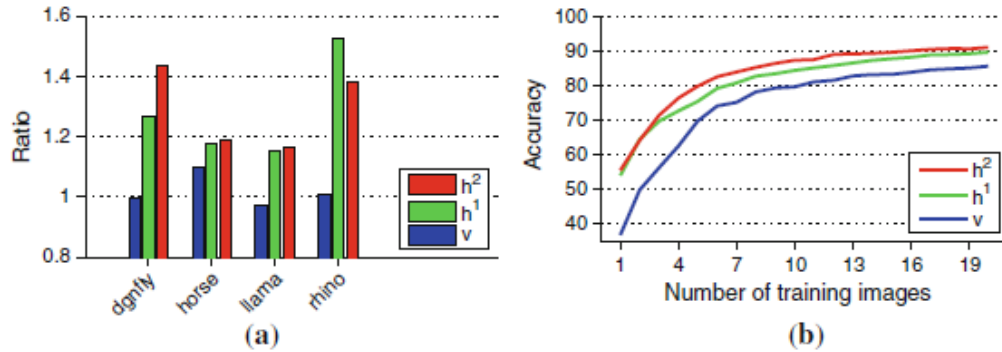 1.6
1.4
1.2
1
0.8
Ratio
dgnfly
horse
llama
rhino
h²
h¹
v
(a)
100
90
80
70
60
50
40
Accuracy
1 4 7 10 13 16 19
Number of training images
h²
h¹
v
(b)